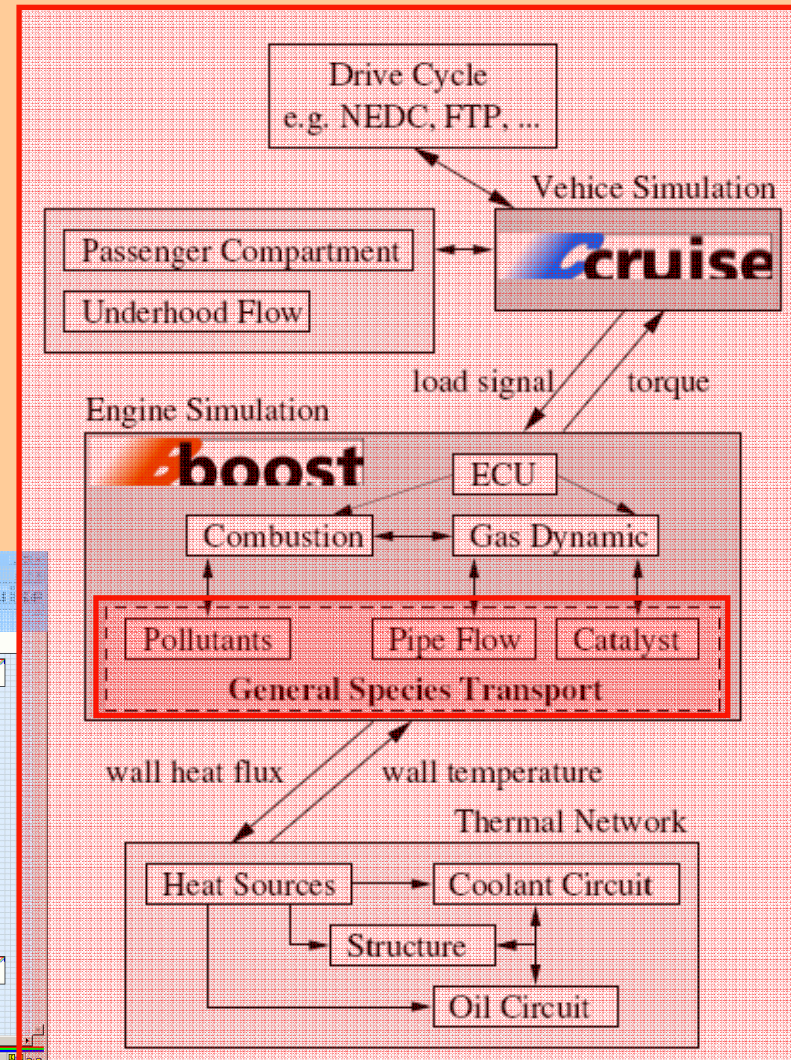 Drive Cycle
e.g. NEDC, FTP, ...
Vehice Simulation
Passenger Compartment
cruise
Underhood Flow
load signal
torque
Engine Simulation
boost
ECU
Combustion
Gas Dynamic
Pollutants
Pipe Flow
Catalyst
General Species Transport
wall heat flux
wall temperature
Thermal Network
Heat Sources
Coolant Circuit
Structure
Oil Circuit